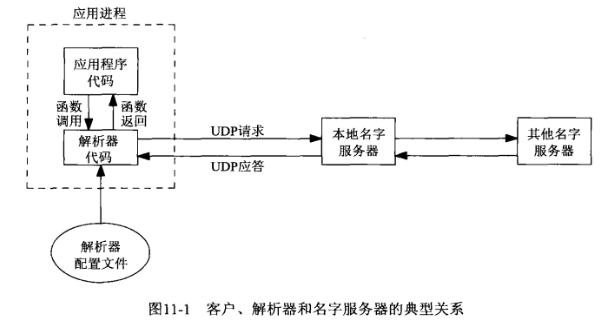 应用进程
应用程序
代码
函数
调用
函数
返回
解析器
代码
UDP请求
UDP应答
本地名字
服务器
其他名字
服务器
解析器
配置文件
图11-1 客户、解析器和名字服务器的典型关系